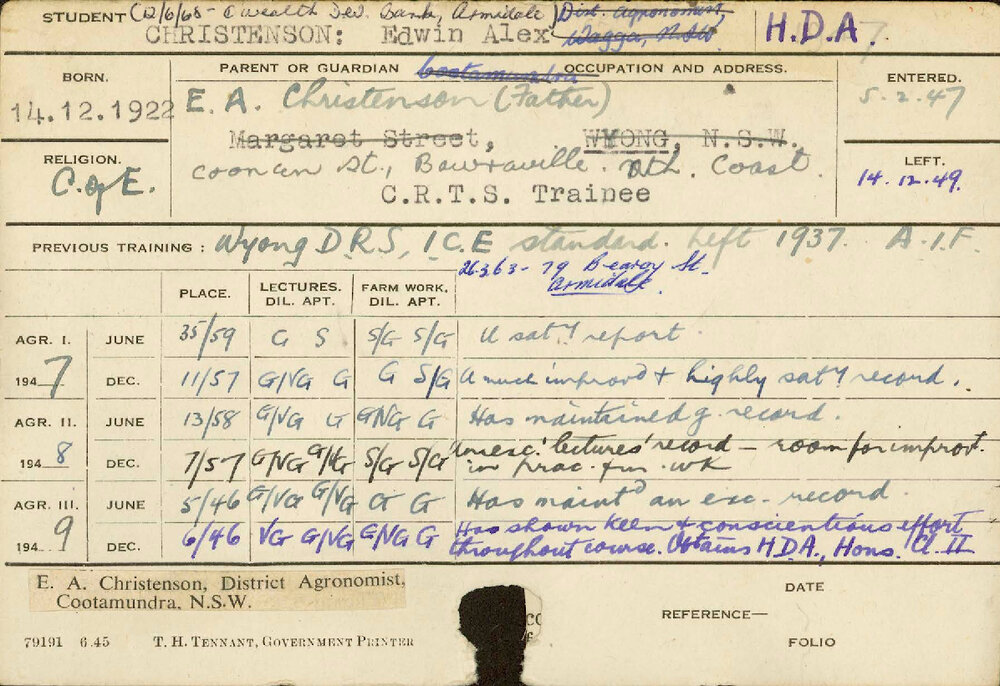 STUDENT (12/6/68 - C'wealth Dev. Bank, Armidale) Dist. Agronomist,
CHRISTENSON: Edwin Alex Wagga, N.S.W. H.D.A.
BORN. PARENT OR GUARDIAN Cootamundra OCCUPATION AND ADDRESS. ENTERED.
14.12.1922 E. A. Christenson (Father) 5.2.47
Margaret Street, WYONG, N.S.W.
RELIGION. LEFT.
C. of E. Coonan St., Bowraville. Nth. Coast. 14.12.49.
C.R.T.S. Trainee
PREVIOUS TRAINING : Wyong D.R.S, I.C.E standard. Left 1937. A.I.F.
26.3.63 - 79 Beardy St.
Armidale.
PLACE. LECTURES. FARM WORK.
DIL. APT. DIL. APT.
AGR. I. JUNE 35/59 G S S/G S/G A sat'y report.
1947 DEC. 11/57 G/VG G G S/G A much improv'd & highly sat'y record.
AGR. II. JUNE 13/58 G/VG G G/VG G Has maintained g. record.
1948 DEC. 7/57 G/VG G/VG S/G S/G exc. 'lectures' record - room for improvt.
in prac. fm. wk
AGR. III. JUNE 5/46 G/VG G/VG G G Has maintd an exc. record.
1949 DEC. 6/46 VG G/VG G/VG G Has shown keen & conscientious effort
throughout course. Obtains H.D.A., Hons. Cl. II
E. A. Christenson, District Agronomist,
Cootamundra, N.S.W.
DATE
REFERENCE—
79191 6.45 T. H. TENNANT, GOVERNMENT PRINTER FOLIO